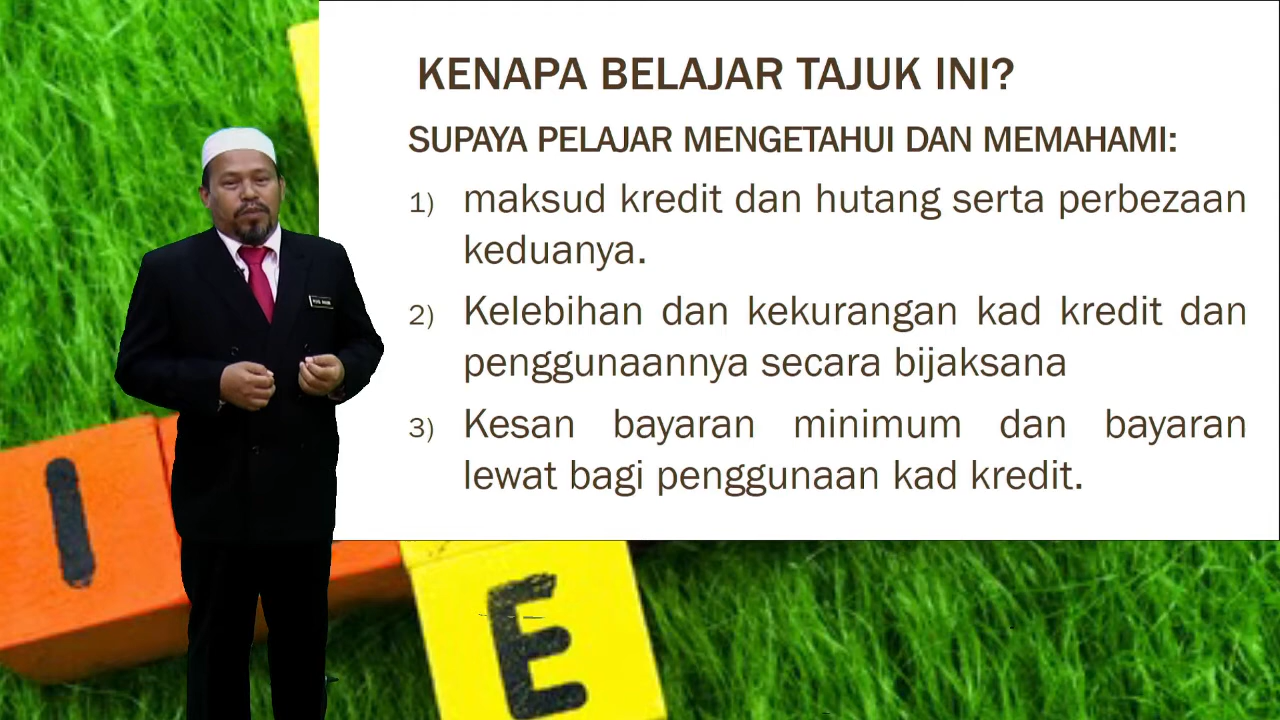 KENAPA BELAJAR TAJUK INI?
SUPAYA PELAJAR MENGETAHUI DAN MEMAHAMI:
1) maksud kredit dan hutang serta perbezaan
keduanya.
2) Kelebihan dan kekurangan kad kredit dan
penggunaannya secara bijaksana
3) Kesan bayaran minimum dan bayaran
lewat bagi penggunaan kad kredit.
I
E